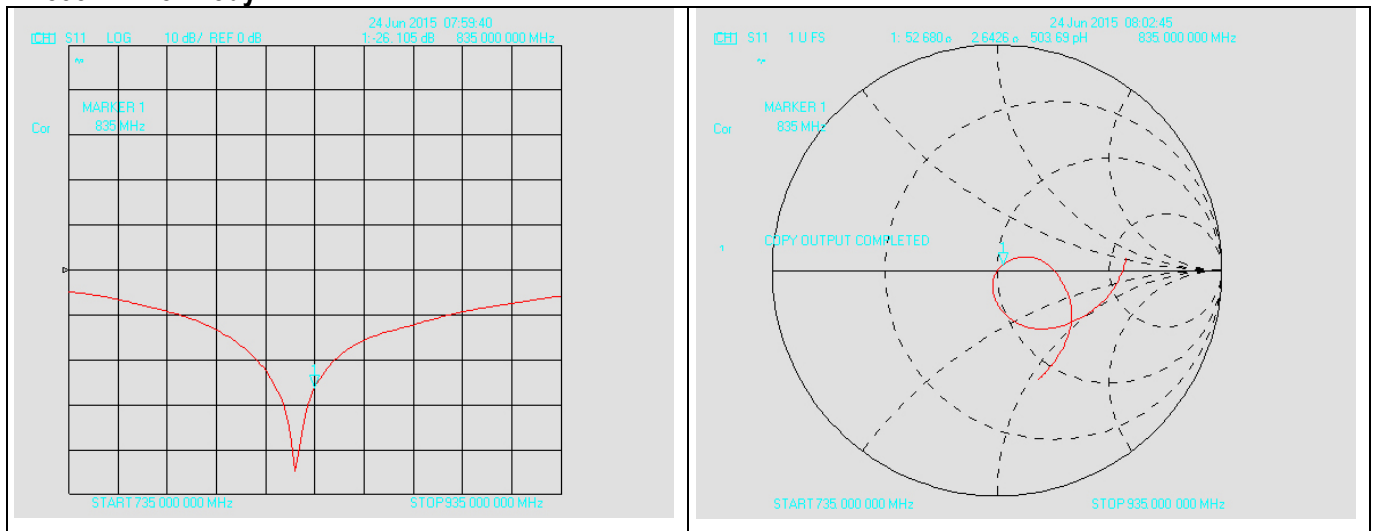 24 Jun 2015 07:59:40
CH1 S11 LOG 10 dB/ REF 0 dB 1:-26.105 dB 835.000 000 MHz
MARKER 1
835 MHz
Cor
1
START 735.000 000 MHz STOP 935.000 000 MHz
24 Jun 2015 08:02:45
CH1 S11 1 U FS 1: 52.680 Ω 2.6426 Ω 503.69 pH 835.000 000 MHz
MARKER 1
835 MHz
Cor
COPY OUTPUT COMPLETED
1
1
START 735.000 000 MHz STOP 935.000 000 MHz